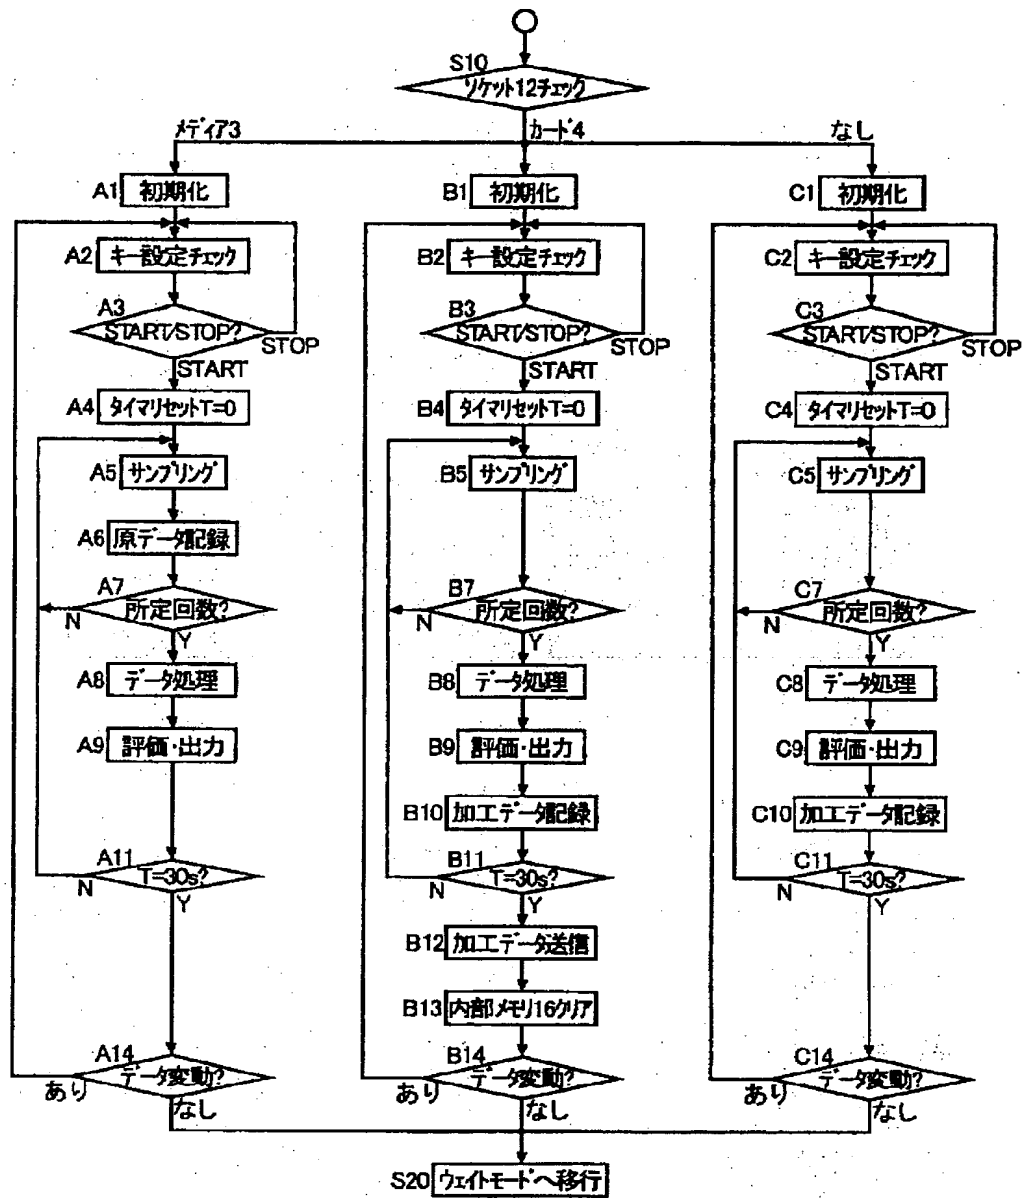 S10
ソケット12チェック
メディア3
カード4
なし
A1 初期化
B1 初期化
C1 初期化
A2 キー設定チェック
B2 キー設定チェック
C2 キー設定チェック
A3
START/STOP?
STOP
START
B3
START/STOP?
STOP
START
C3
START/STOP?
STOP
START
A4 タイマリセットT=0
B4 タイマリセットT=0
C4 タイマリセットT=0
A5 サンプリング
B5 サンプリング
C5 サンプリング
A6 原データ記録
A7
所定回数?
N
Y
B7
所定回数?
N
Y
C7
所定回数?
N
Y
A8 データ処理
B8 データ処理
C8 データ処理
A9 評価・出力
B9 評価・出力
C9 評価・出力
B10 加工データ記録
C10 加工データ記録
A11
T=30s?
N
Y
B11
T=30s?
N
Y
C11
T=30s?
N
Y
B12 加工データ送信
B13 内部メモリ16クリア
A14
データ変動?
あり
なし
B14
データ変動?
あり
なし
C14
データ変動?
あり
なし
S20 ウェイトモードへ移行